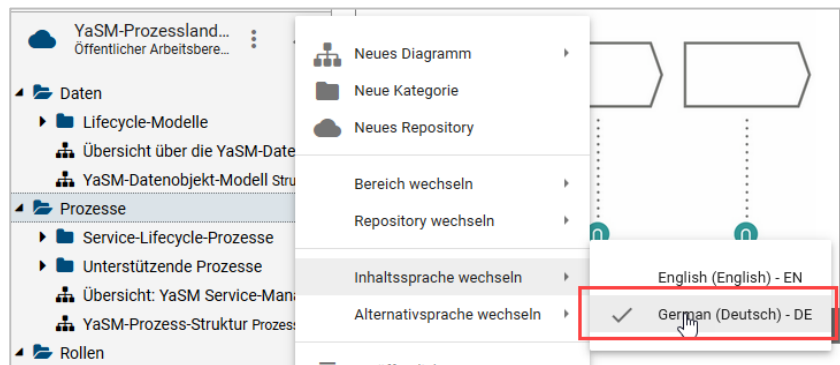 YaSM-Prozessland...
Öffentlicher Arbeitsbere...
Daten
Lifecycle-Modelle
Übersicht über die YaSM-Date
YaSM-Datenobjekt-Modell Stru
Prozesse
Service-Lifecycle-Prozesse
Unterstützende Prozesse
Übersicht: YaSM Service-Mana
YaSM-Prozess-Struktur Prozess
Rollen
Neues Diagramm
Neue Kategorie
Neues Repository
Bereich wechseln
Repository wechseln
Inhaltssprache wechseln
Alternativsprache wechseln
English (English) - EN
German (Deutsch) - DE